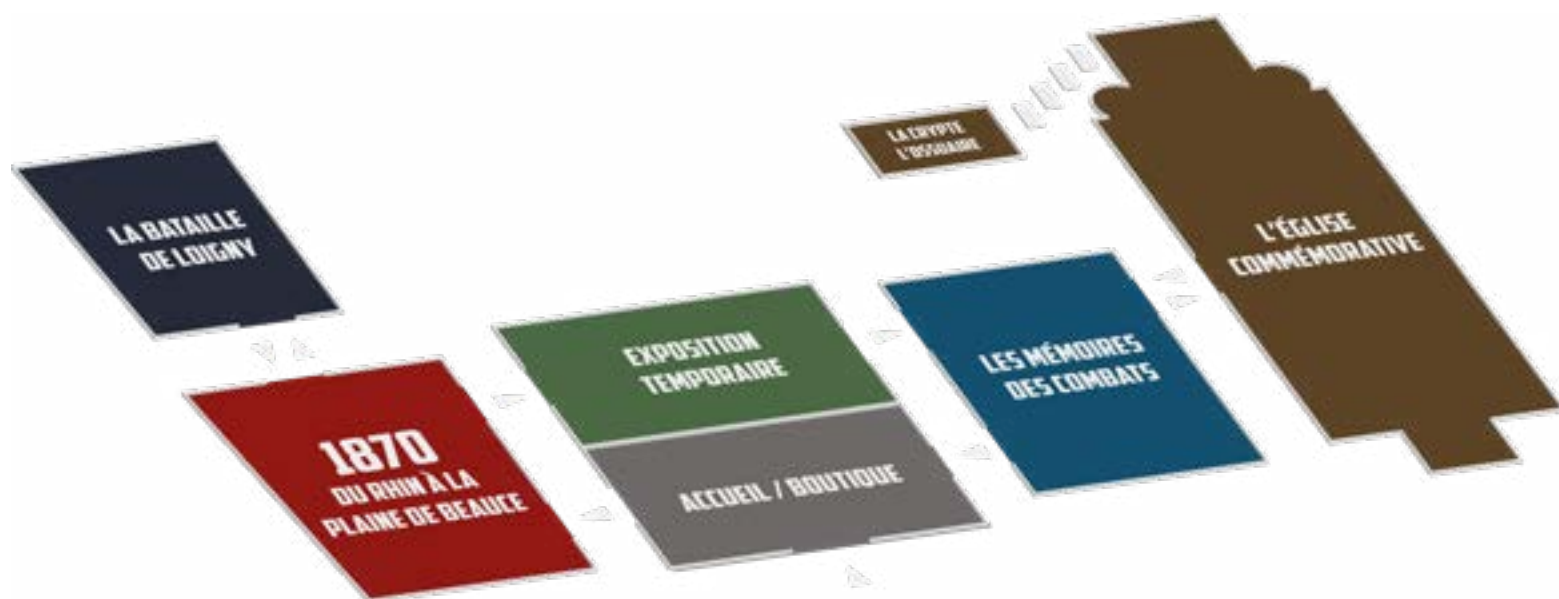 LA BATAILLE
DE LOIGNY
1870
DU RHIN À LA
PLAINE DE BEAUCE
EXPOSITION
TEMPORAIRE
ACCUEIL / BOUTIQUE
LES MÉMOIRES
DES COMBATS
LA CRYPTE
L'OSSUAIRE
L'ÉGLISE
COMMÉMORATIVE